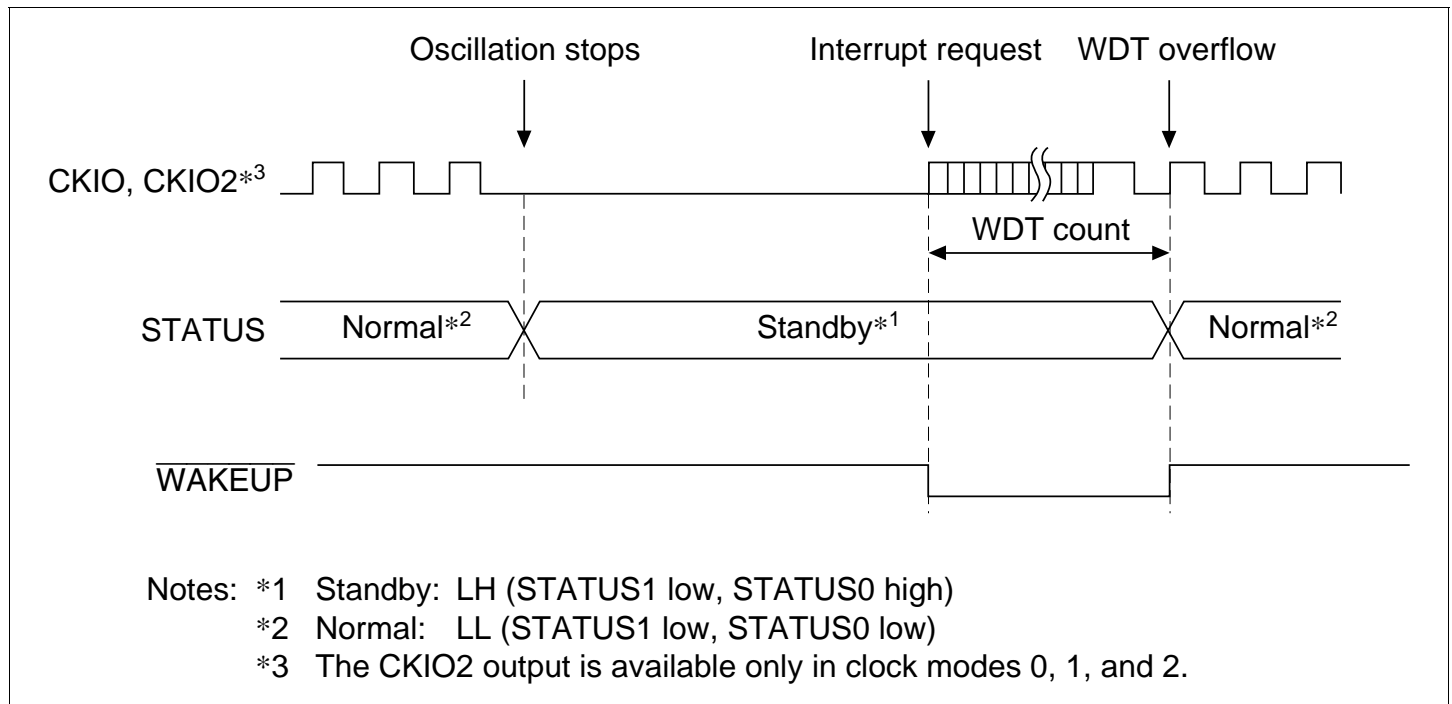 Oscillation stops Interrupt request WDT overflow
CKIO, CKIO2*3
WDT count
STATUS Normal*2 Standby*1 Normal*2
WAKEUP
Notes: *1 Standby: LH (STATUS1 low, STATUS0 high)
*2 Normal: LL (STATUS1 low, STATUS0 low)
*3 The CKIO2 output is available only in clock modes 0, 1, and 2.